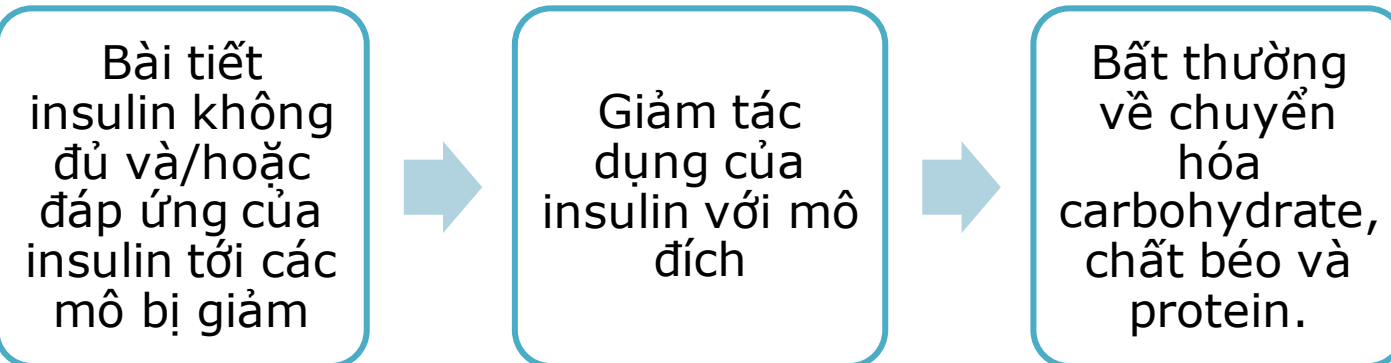 Bài tiết
insulin không
đủ và/hoặc
đáp ứng của
insulin tới các
mô bị giảm
Giảm tác
dụng của
insulin với mô
đích
Bất thường
về chuyển
hóa
carbohydrate,
chất béo và
protein.